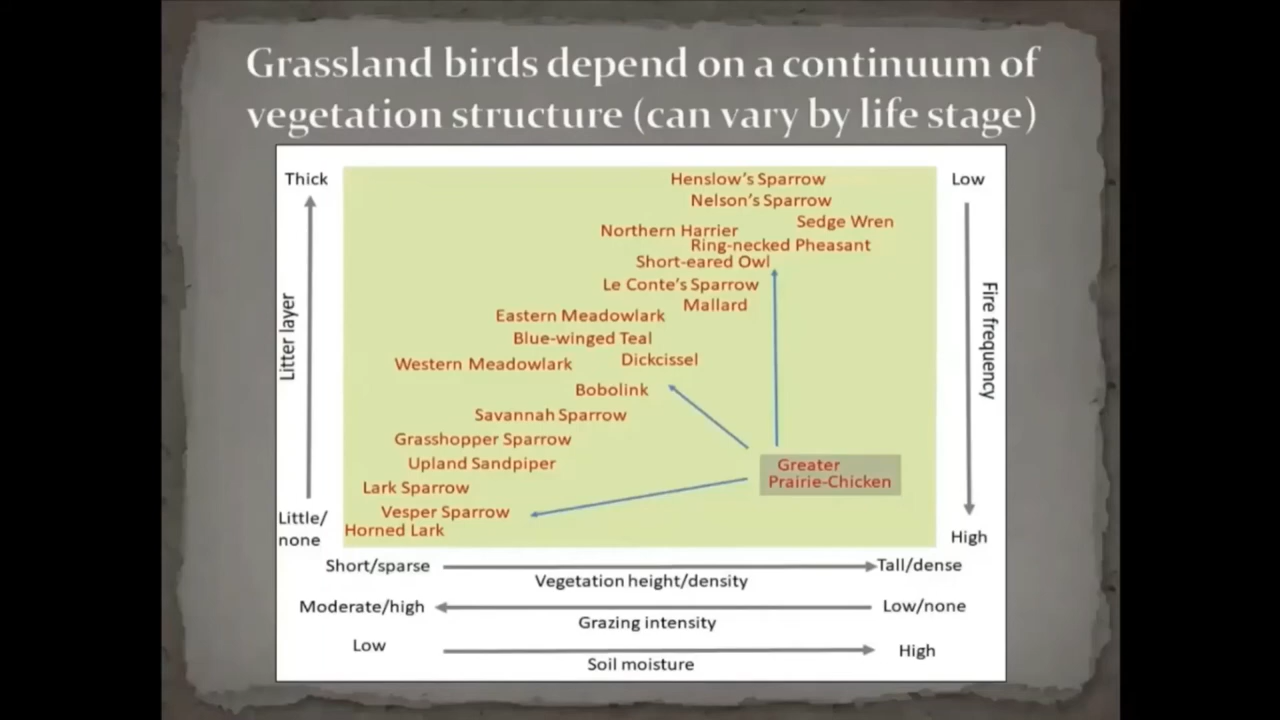 Grassland birds depend on a continuum of
vegetation structure (can vary by life stage)
Thick
Litter layer
Little/
none
Henslow's Sparrow
Nelson's Sparrow
Sedge Wren
Northern Harrier
Ring-necked Pheasant
Short-eared Owl
Le Conte's Sparrow
Mallard
Eastern Meadowlark
Blue-winged Teal
Dickcissel
Western Meadowlark
Bobolink
Savannah Sparrow
Grasshopper Sparrow
Upland Sandpiper
Greater
Prairie-Chicken
Lark Sparrow
Vesper Sparrow
Horned Lark
Low
Fire frequency
High
Short/sparse
Tall/dense
Vegetation height/density
Moderate/high
Low/none
Grazing intensity
Low
High
Soil moisture